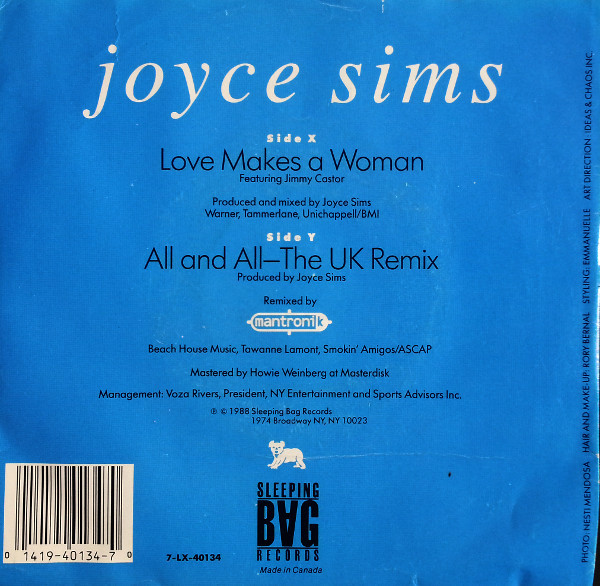 joyce sims
Side X
Love Makes a Woman
Featuring Jimmy Castor
Produced and mixed by Joyce Sims
Warner, Tammerlane, Unichappell/BMI
Side Y
All and All—The UK Remix
Produced by Joyce Sims
Remixed by
mantronik
Beach House Music, Tawanne Lamont, Smokin' Amigos/ASCAP
Mastered by Howie Weinberg at Masterdisk
Management: Voza Rivers, President, NY Entertainment and Sports Advisors Inc.
℗ © 1988 Sleeping Bag Records
1974 Broadway NY, NY 10023
SLEEPING
BAG
RECORDS
Made in Canada
7-LX-40134
0 1419-40134-7 0
PHOTO: NESTI MENDOSA HAIR AND MAKE-UP: RORY BERNAL STYLING: EMMANUELLE ART DIRECTION: IDEAS & CHAOS INC.